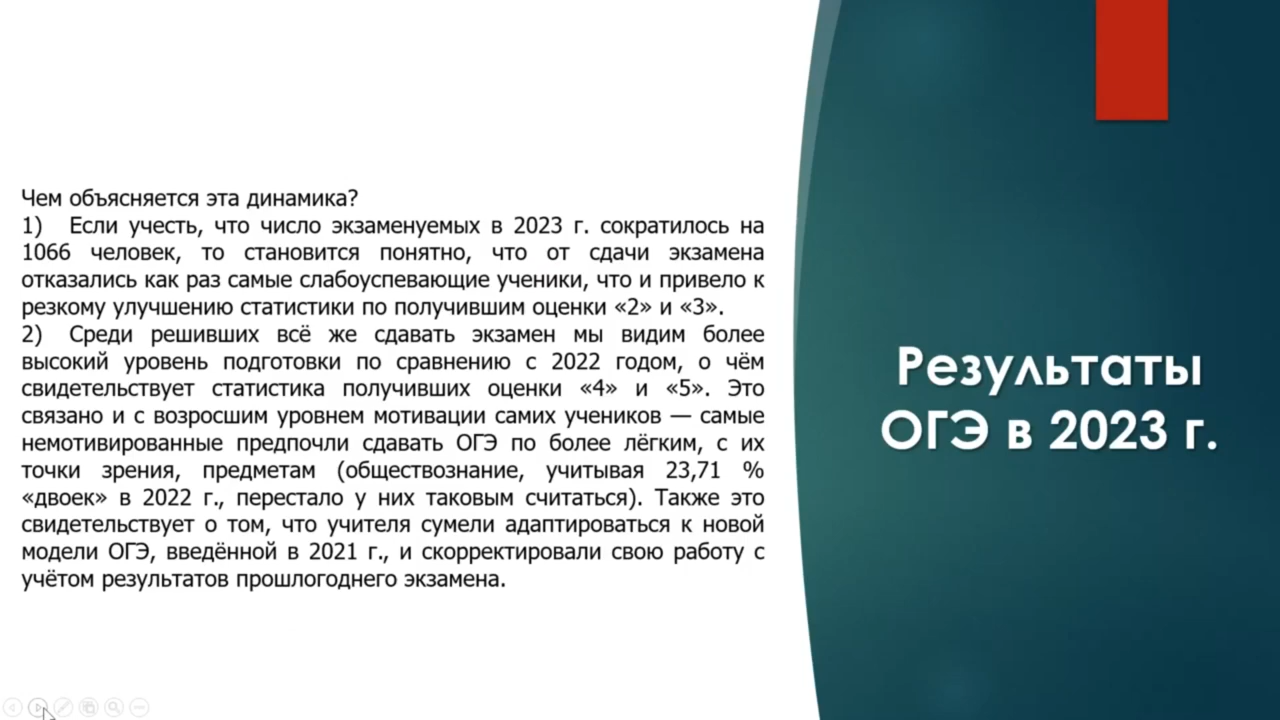 Чем объясняется эта динамика?
1) Если учесть, что число экзаменуемых в 2023 г. сократилось на
1066 человек, то становится понятно, что от сдачи экзамена
отказались как раз самые слабоуспевающие ученики, что и привело к
резкому улучшению статистики по получившим оценки «2» и «3».
2) Среди решивших всё же сдавать экзамен мы видим более
высокий уровень подготовки по сравнению с 2022 годом, о чём
свидетельствует статистика получивших оценки «4» и «5». Это
связано и с возросшим уровнем мотивации самих учеников — самые
немотивированные предпочли сдавать ОГЭ по более лёгким, с их
точки зрения, предметам (обществознание, учитывая 23,71 %
«двоек» в 2022 г., перестало у них таковым считаться). Также это
свидетельствует о том, что учителя сумели адаптироваться к новой
модели ОГЭ, введённой в 2021 г., и скорректировали свою работу с
учётом результатов прошлогоднего экзамена.
Результаты
ОГЭ в 2023 г.